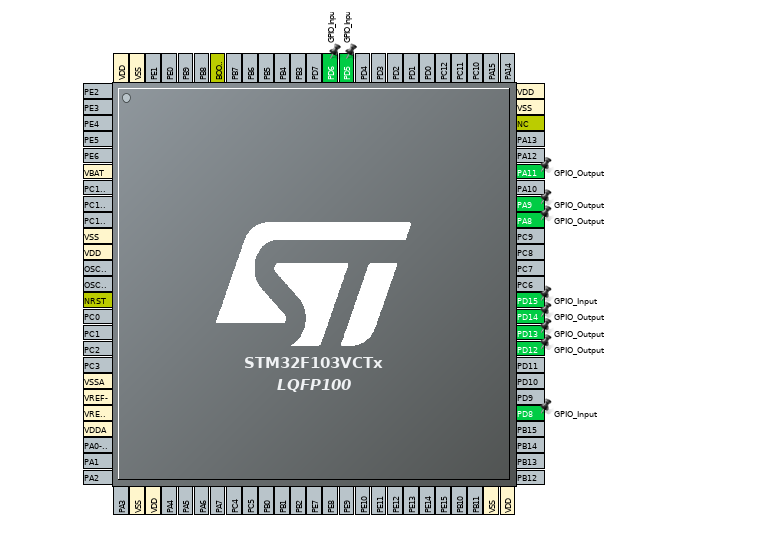 GPIO_Input GPIO_Input
VDD VSS PE1 PE0 PB9 PB8 BOO.. PB7 PB6 PB5 PB4 PB3 PD7 PD6 PD5 PD4 PD3 PD2 PD1 PD0 PC12 PC11 PC10 PA15 PA14
PE2 VDD
PE3 VSS
PE4 NC
PE5 PA13
PE6 PA12
VBAT PA11 GPIO_Output
PC1.. PA10
PC1.. PA9 GPIO_Output
PC1.. PA8 GPIO_Output
VSS PC9
VDD PC8
OSC.. PC7
OSC.. PC6
NRST PD15 GPIO_Input
PC0 PD14 GPIO_Output
PC1 PD13 GPIO_Output
PC2 PD12 GPIO_Output
PC3 PD11
VSSA PD10
VREF- PD9
VRE.. PD8 GPIO_Input
VDDA PB15
PA0-.. PB14
PA1 PB13
PA2 PB12
ST
STM32F103VCTx
LQFP100
PA3 VSS VDD PA4 PA5 PA6 PA7 PC4 PC5 PB0 PB1 PB2 PE7 PE8 PE9 PE10 PE11 PE12 PE13 PE14 PE15 PB10 PB11 VSS VDD